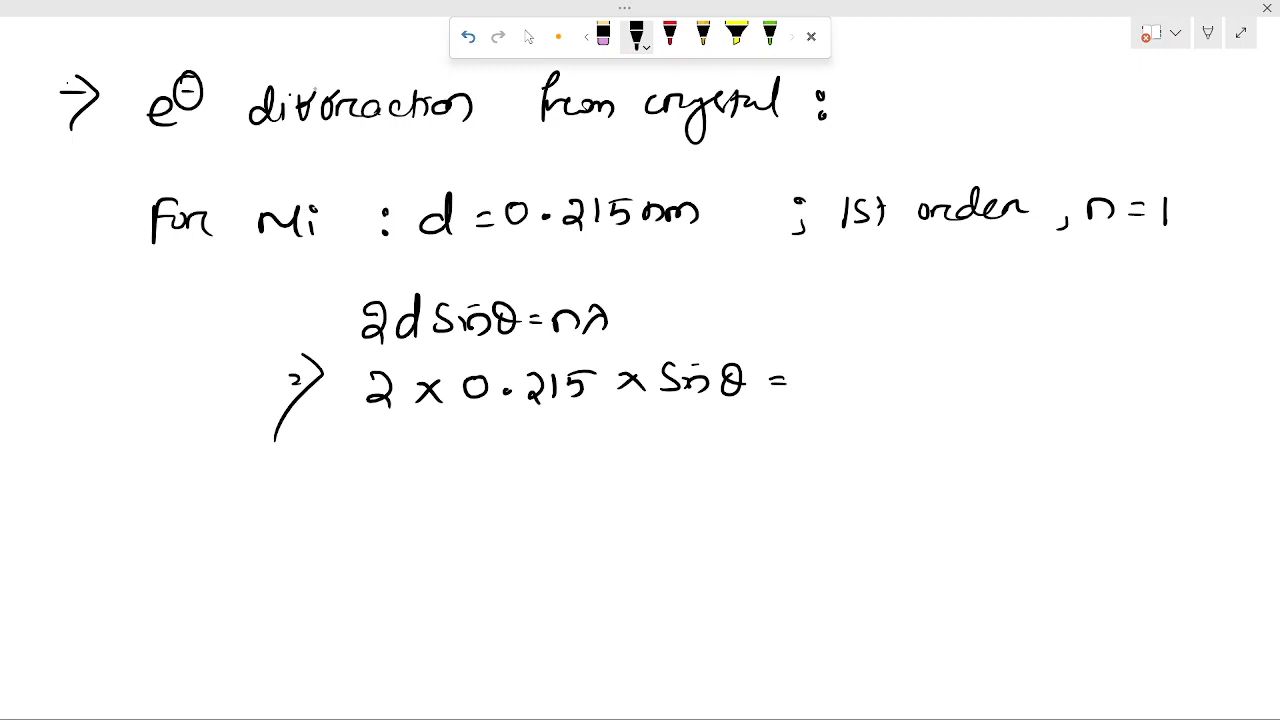 → e⊖ diffraction from crystal :
For Ni : d = 0.215 nm ; 1st order , n = 1
2d sinθ = nλ
⇒ 2 × 0.215 × sinθ =